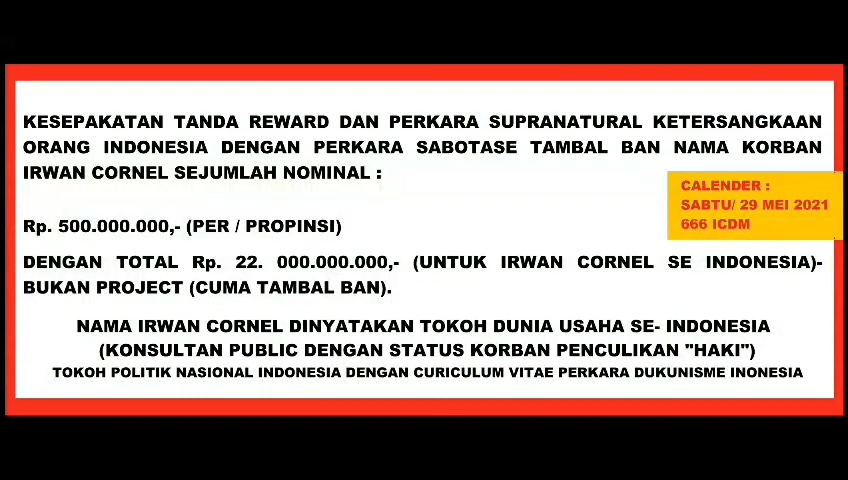 KESEPAKATAN TANDA REWARD DAN PERKARA SUPRANATURAL KETERSANGKAAN
ORANG INDONESIA DENGAN PERKARA SABOTASE TAMBAL BAN NAMA KORBAN
IRWAN CORNEL SEJUMLAH NOMINAL :
CALENDER :
SABTU/ 29 MEI 2021
666 ICDM
Rp. 500.000.000,- (PER / PROPINSI)
DENGAN TOTAL Rp. 22. 000.000.000,- (UNTUK IRWAN CORNEL SE INDONESIA)-
BUKAN PROJECT (CUMA TAMBAL BAN).
NAMA IRWAN CORNEL DINYATAKAN TOKOH DUNIA USAHA SE- INDONESIA
(KONSULTAN PUBLIC DENGAN STATUS KORBAN PENCULIKAN "HAKI")
TOKOH POLITIK NASIONAL INDONESIA DENGAN CURICULUM VITAE PERKARA DUKUNISME INONESIA